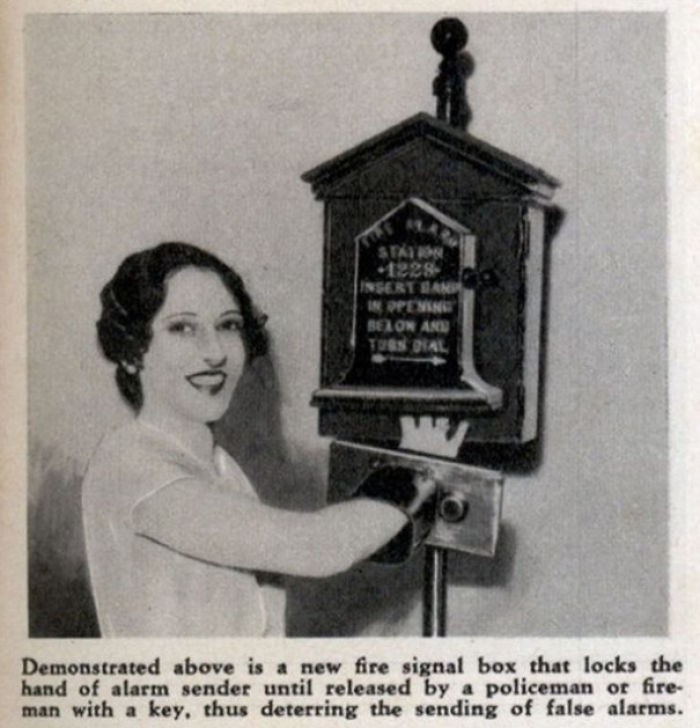 FIRE ALARM
STATION
·1228·
INSERT HAND
IN OPENING
BELOW AND
TURN DIAL
Demonstrated above is a new fire signal box that locks the
hand of alarm sender until released by a policeman or fire-
man with a key, thus deterring the sending of false alarms.